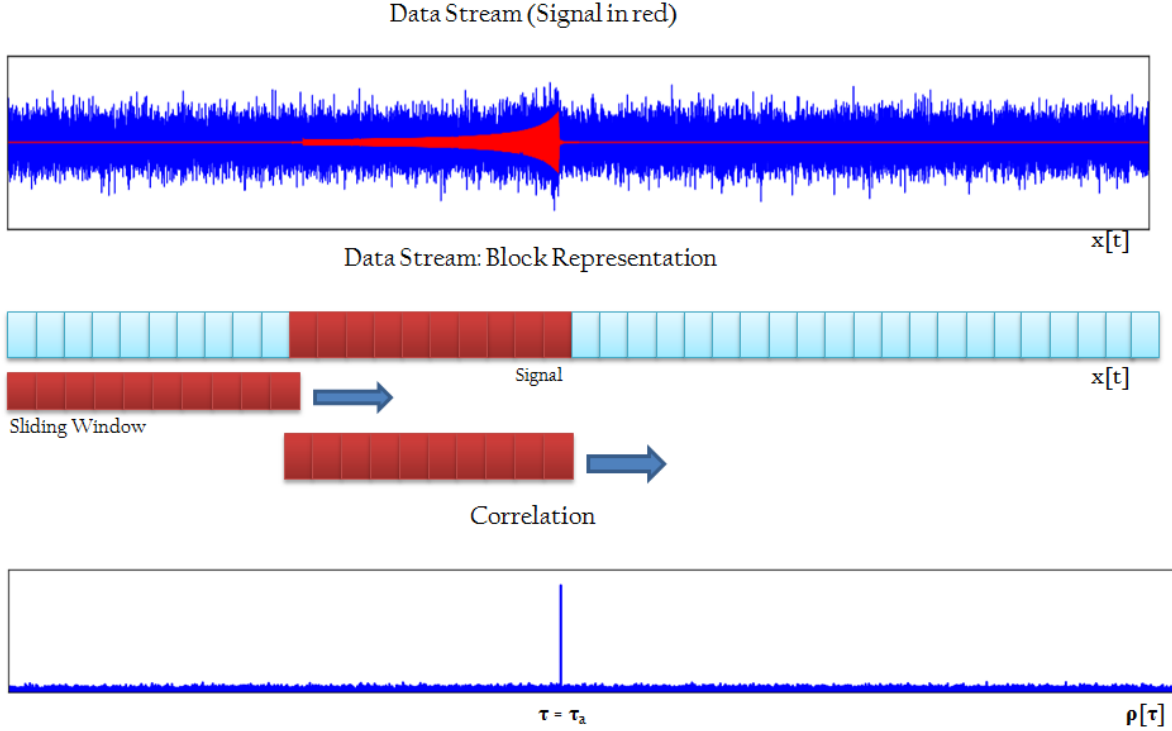 Data Stream (Signal in red)
x[t]
Data Stream: Block Representation
Signal
x[t]
Sliding Window
Correlation
τ = τₐ
ρ[τ]